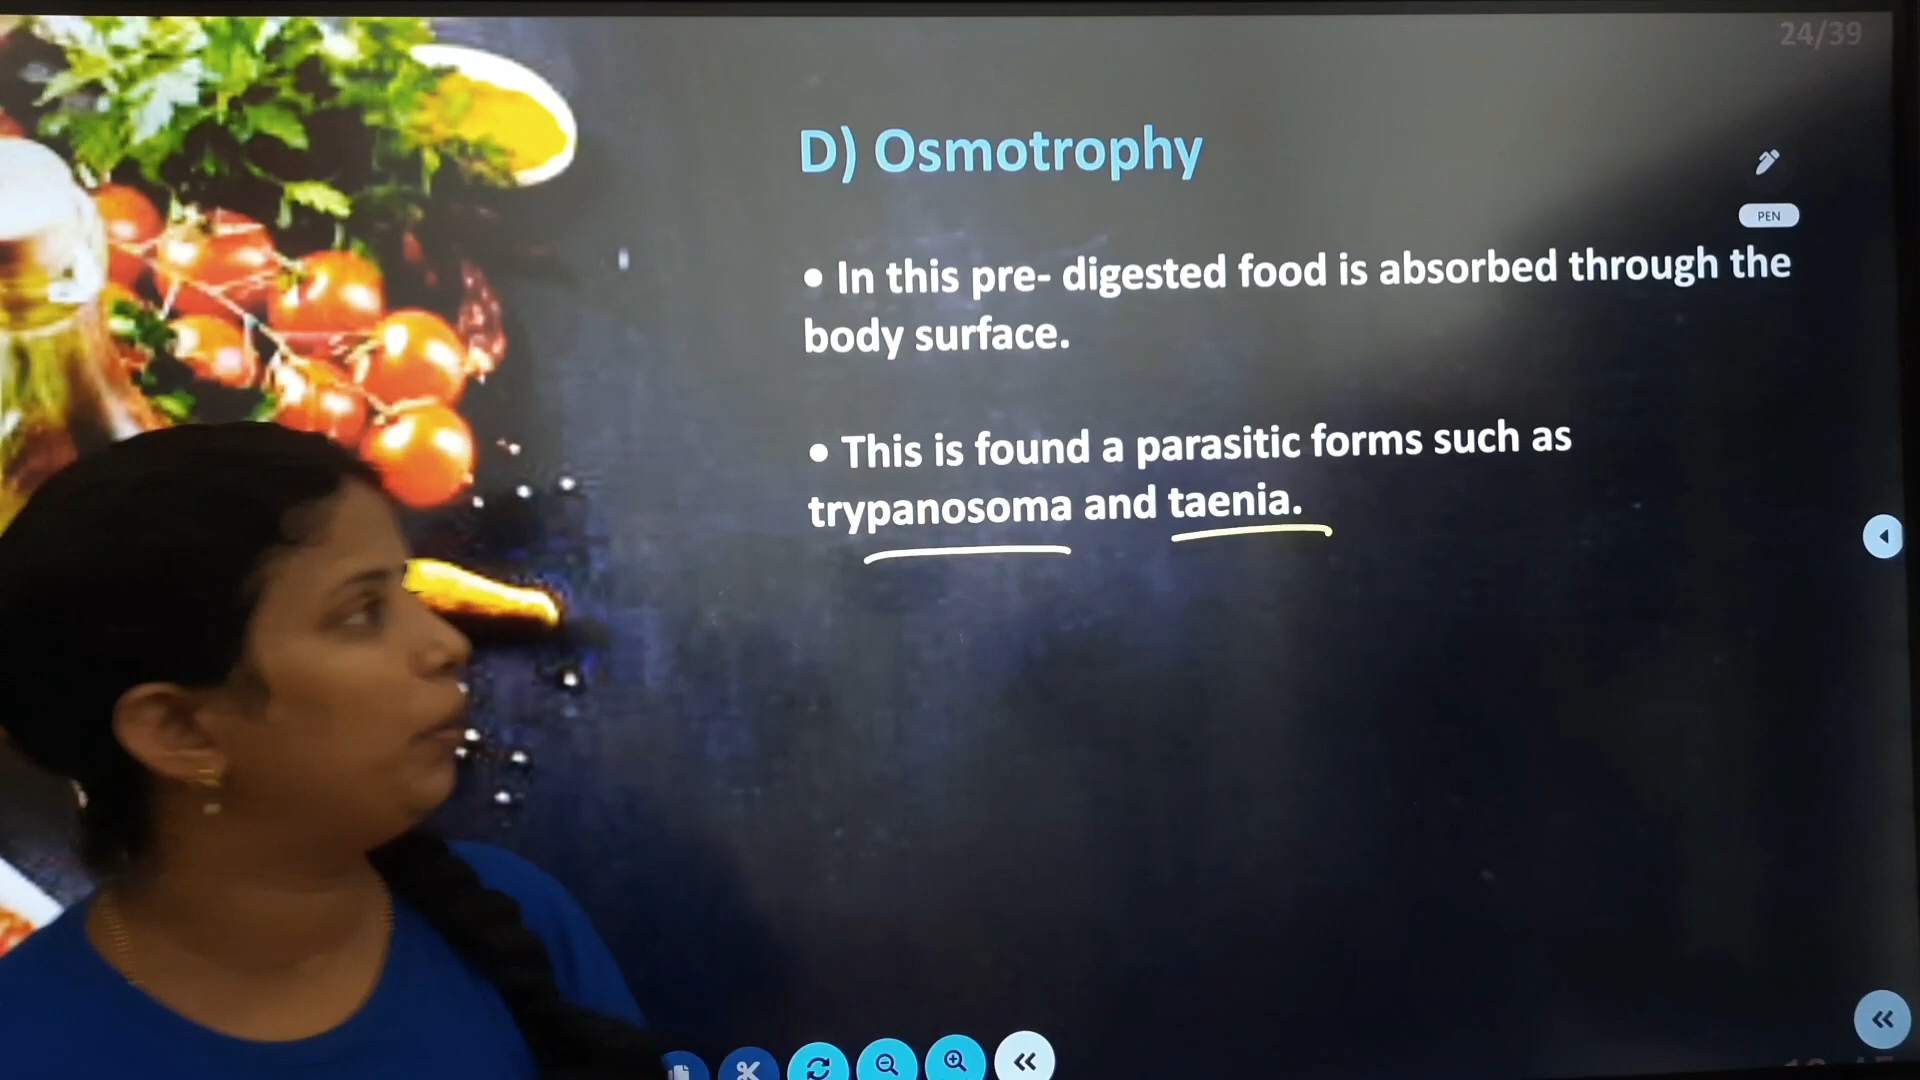 24/39
D) Osmotrophy
PEN
• In this pre- digested food is absorbed through the
body surface.
• This is found a parasitic forms such as
trypanosoma and taenia.